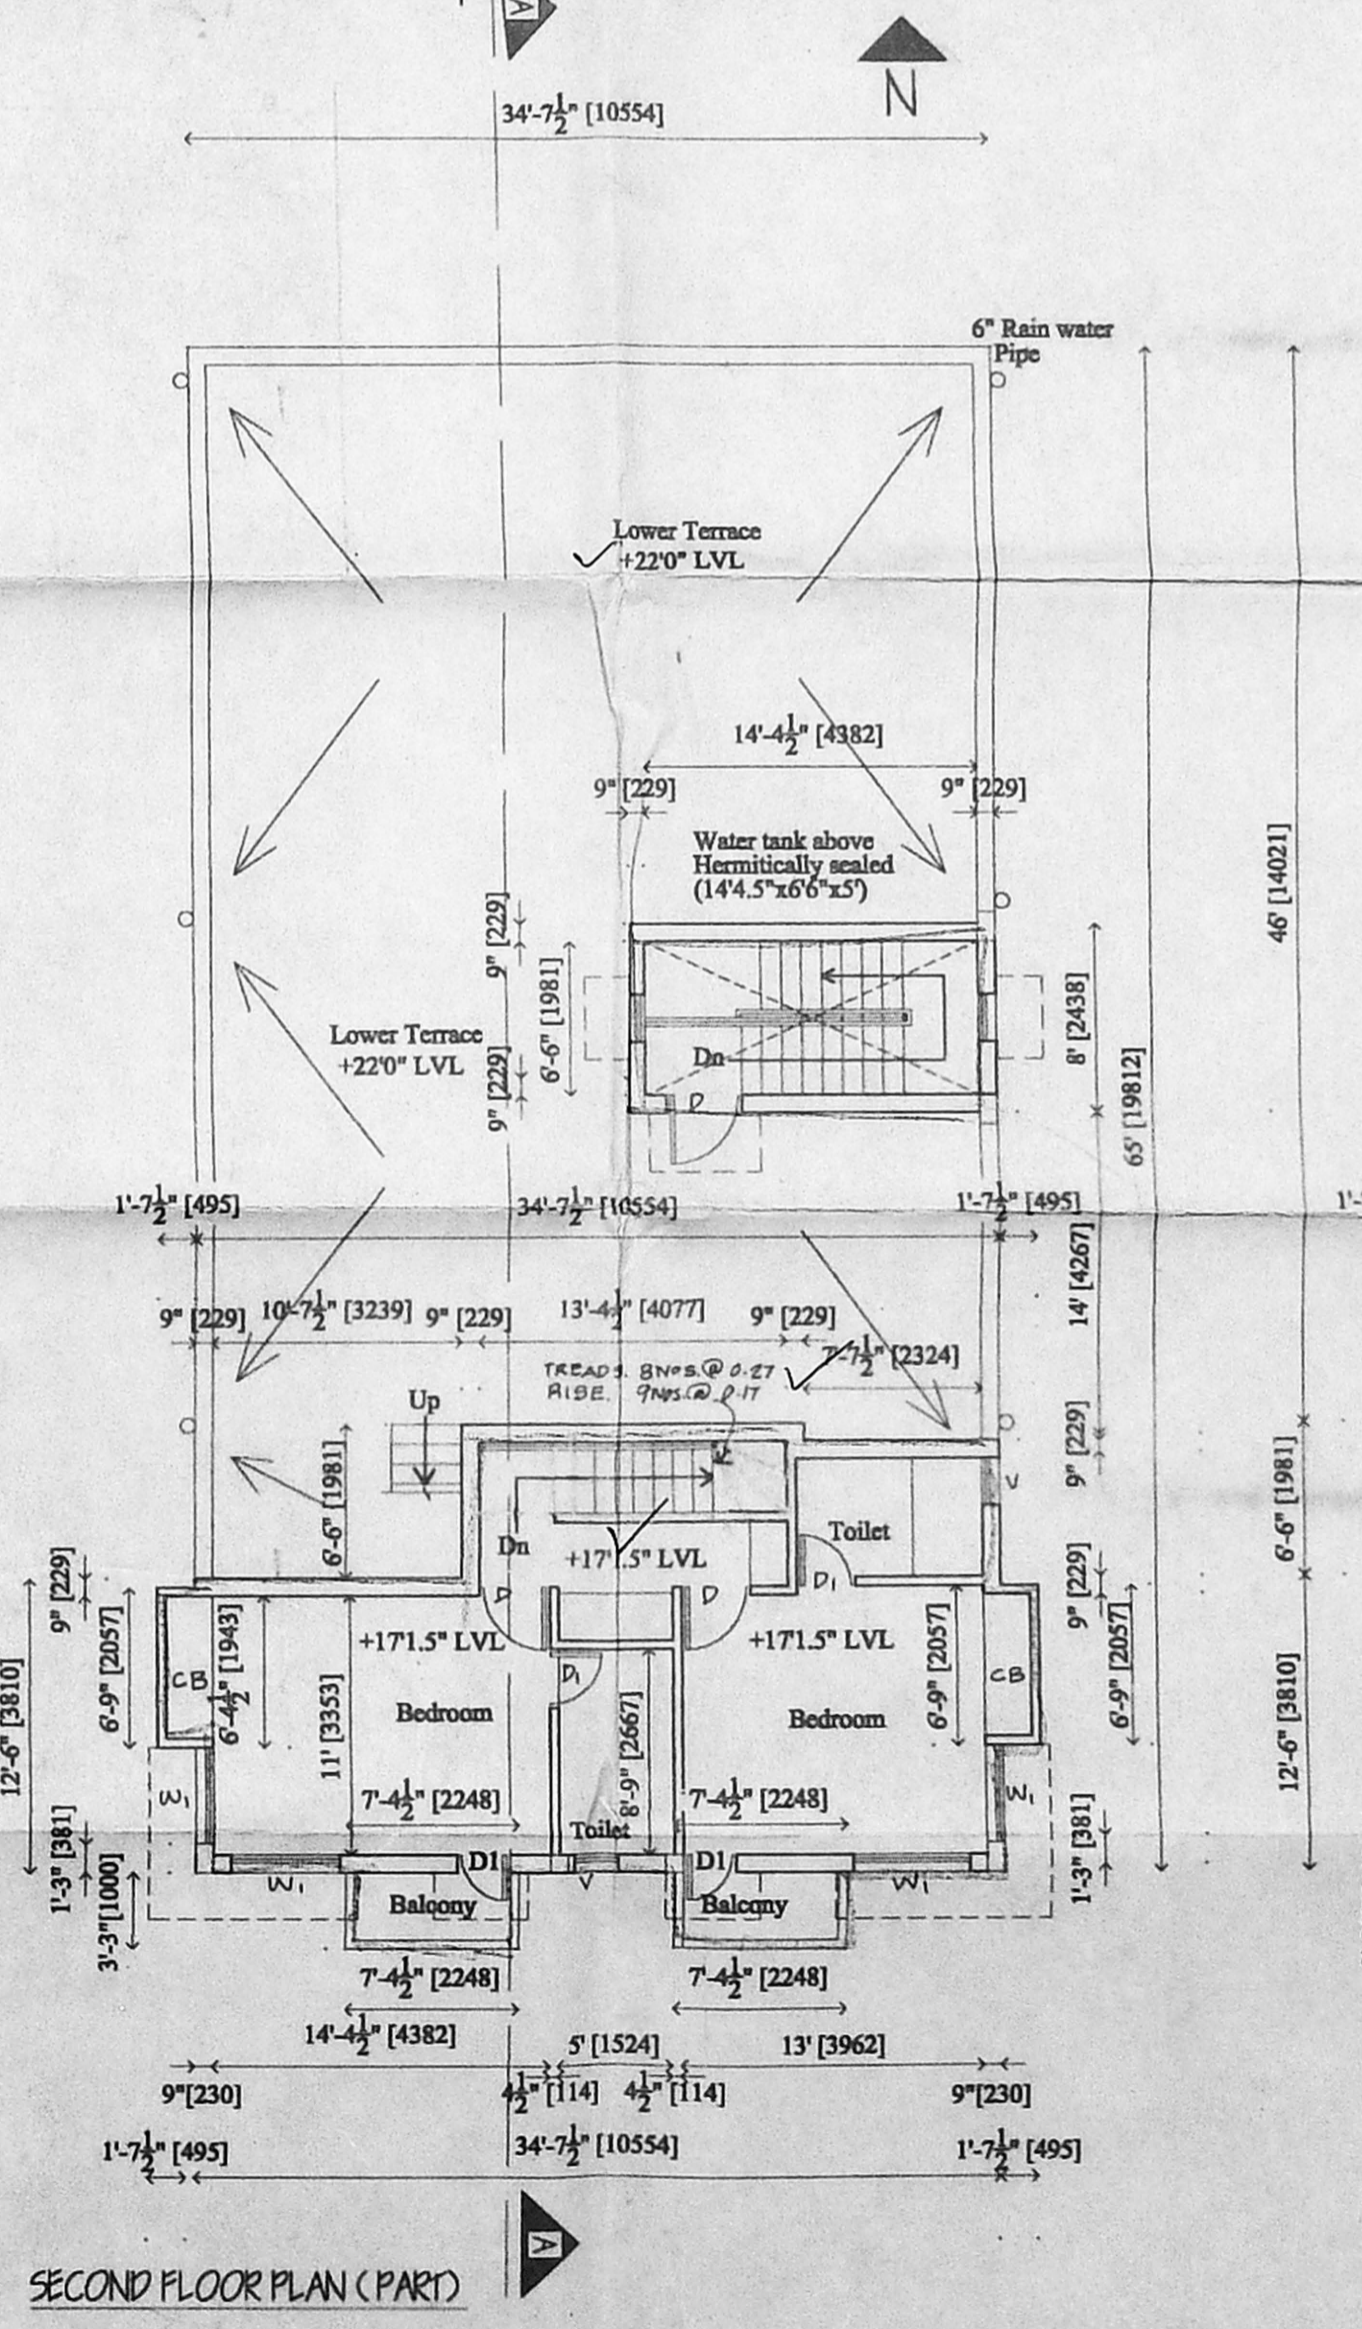 A
N
34'-7½" [10554]
6" Rain water
Pipe
Lower Terrace
+22'0" LVL
14'-4½" [4382]
9" [229]
9" [229]
Water tank above
Hermitically sealed
(14'4.5"x6'6"x5')
46' [14021]
9" [229]
6'-6" [1981]
8' [2438]
Lower Terrace
+22'0" LVL
Dn
9" [229]
D
65' [19812]
1'-7½" [495]
34'-7½" [10554]
1'-7½" [495]
1'-
14' [4267]
9" [229]
10'-7½" [3239]
9" [229]
13'-4½" [4077]
9" [229]
7'-7½" [2324]
TREADS. 8NOS.@ 0.27
RISE. 9NOS.@ 0.17
Up
9" [229]
6'-6" [1981]
6'-6" [1981]
V
Toilet
Dn
+17'1.5" LVL
D1
9" [229]
9" [229]
D
D
6'-9" [2057]
6'-4½" [1943]
+17'1.5" LVL
+17'1.5" LVL
6'-9" [2057]
6'-9" [2057]
CB
D1
CB
12'-6" [3810]
11' [3353]
Bedroom
Bedroom
8'-9" [2667]
12'-6" [3810]
W1
7'-4½" [2248]
7'-4½" [2248]
W1
Toilet
1'-3" [381]
1'-3" [381]
D1
D1
W1
V
W1
3'-3"[1000]
Balcony
Balcony
7'-4½" [2248]
7'-4½" [2248]
14'-4½" [4382]
5' [1524]
13' [3962]
9"[230]
4½" [114]
4½" [114]
9"[230]
1'-7½" [495]
34'-7½" [10554]
1'-7½" [495]
A
SECOND FLOOR PLAN (PART)